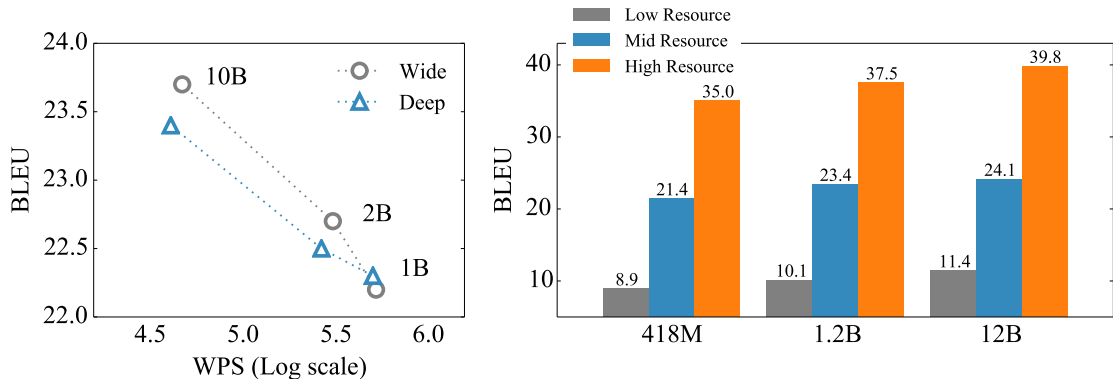 24.0
23.5
23.0
22.5
22.0
BLEU
10B
2B
1B
Wide
Deep
4.5 5.0 5.5 6.0
WPS (Log scale)
Low Resource
Mid Resource
High Resource
40
30
20
10
BLEU
8.9 21.4 35.0
10.1 23.4 37.5
11.4 24.1 39.8
418M 1.2B 12B